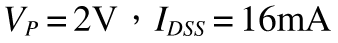 V_P = 2V，I_DSS = 16mA